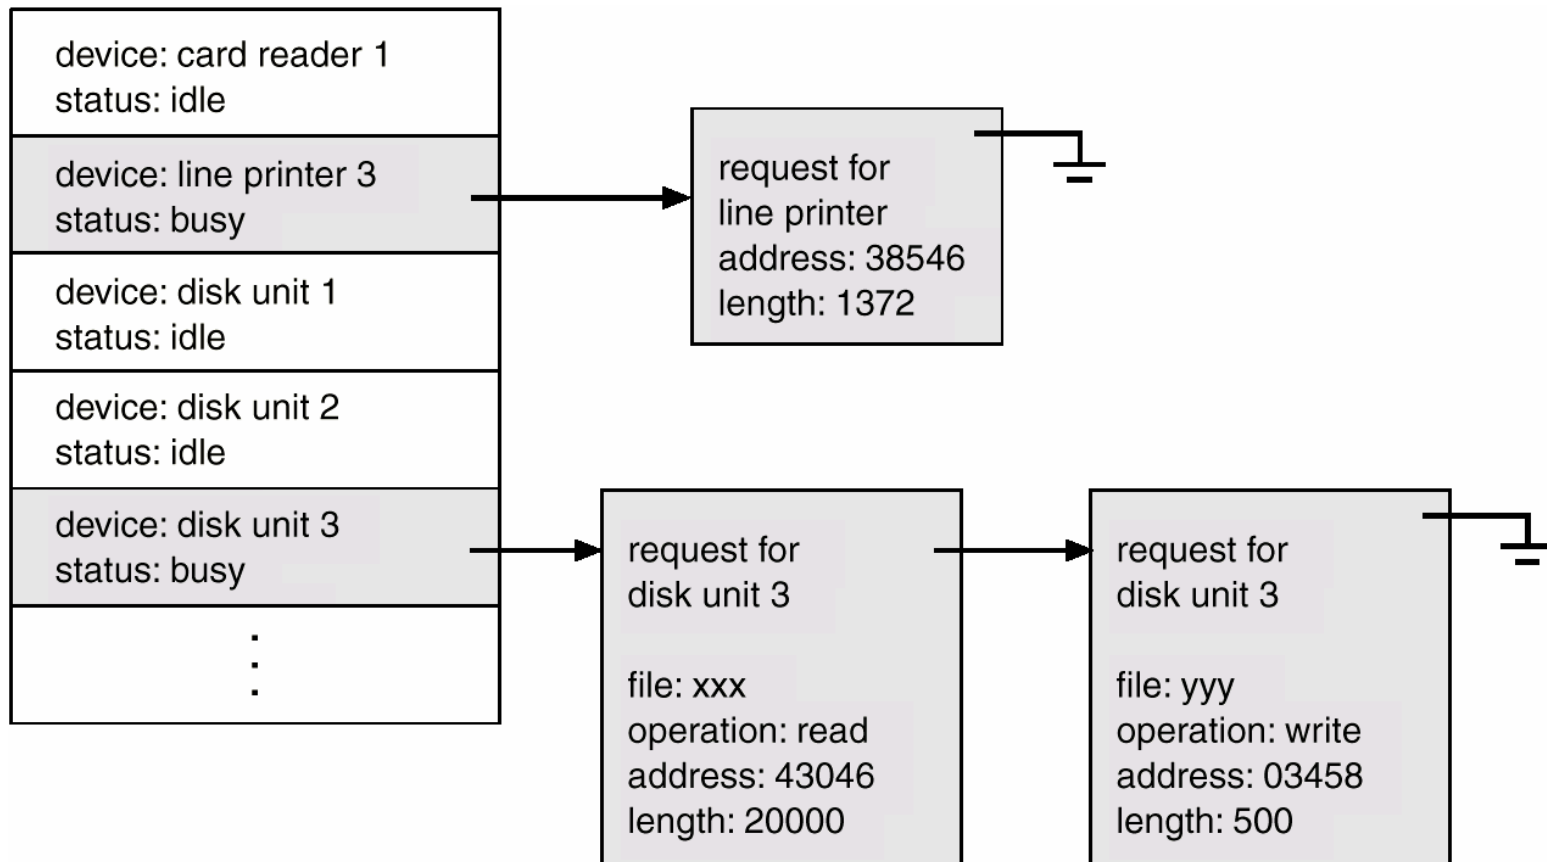 device: card reader 1
status: idle
device: line printer 3
status: busy
device: disk unit 1
status: idle
device: disk unit 2
status: idle
device: disk unit 3
status: busy
request for
line printer
address: 38546
length: 1372
request for
disk unit 3
file: xxx
operation: read
address: 43046
length: 20000
request for
disk unit 3
file: yyy
operation: write
address: 03458
length: 500